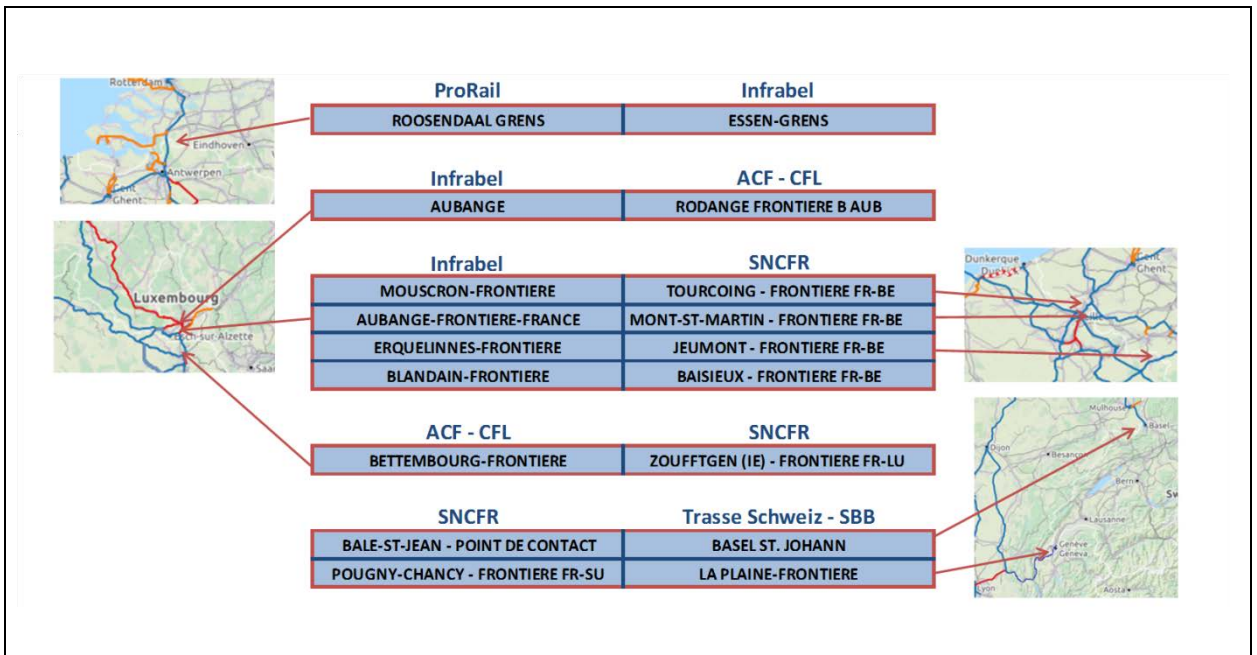 Rotterdam
Eindhoven
Antwerpen
Gent
Ghent
ProRail Infrabel
ROOSENDAAL GRENS ESSEN-GRENS
Infrabel ACF - CFL
AUBANGE RODANGE FRONTIERE B AUB
Luxembourg
Esch-sur-Alzette
Saar
Infrabel SNCFR
MOUSCRON-FRONTIERE TOURCOING - FRONTIERE FR-BE
AUBANGE-FRONTIERE-FRANCE MONT-ST-MARTIN - FRONTIERE FR-BE
ERQUELINNES-FRONTIERE JEUMONT - FRONTIERE FR-BE
BLANDAIN-FRONTIERE BAISIEUX - FRONTIERE FR-BE
Dunkerque
Gent
Ghent
ACF - CFL SNCFR
BETTEMBOURG-FRONTIERE ZOUFFTGEN (IE) - FRONTIERE FR-LU
SNCFR Trasse Schweiz - SBB
BALE-ST-JEAN - POINT DE CONTACT BASEL ST. JOHANN
POUGNY-CHANCY - FRONTIERE FR-SU LA PLAINE-FRONTIERE
Mulhouse
Basel
Dijon
Besançon
Bern
Sw
Lausanne
Genève
Geneva
Lyon
Aosta